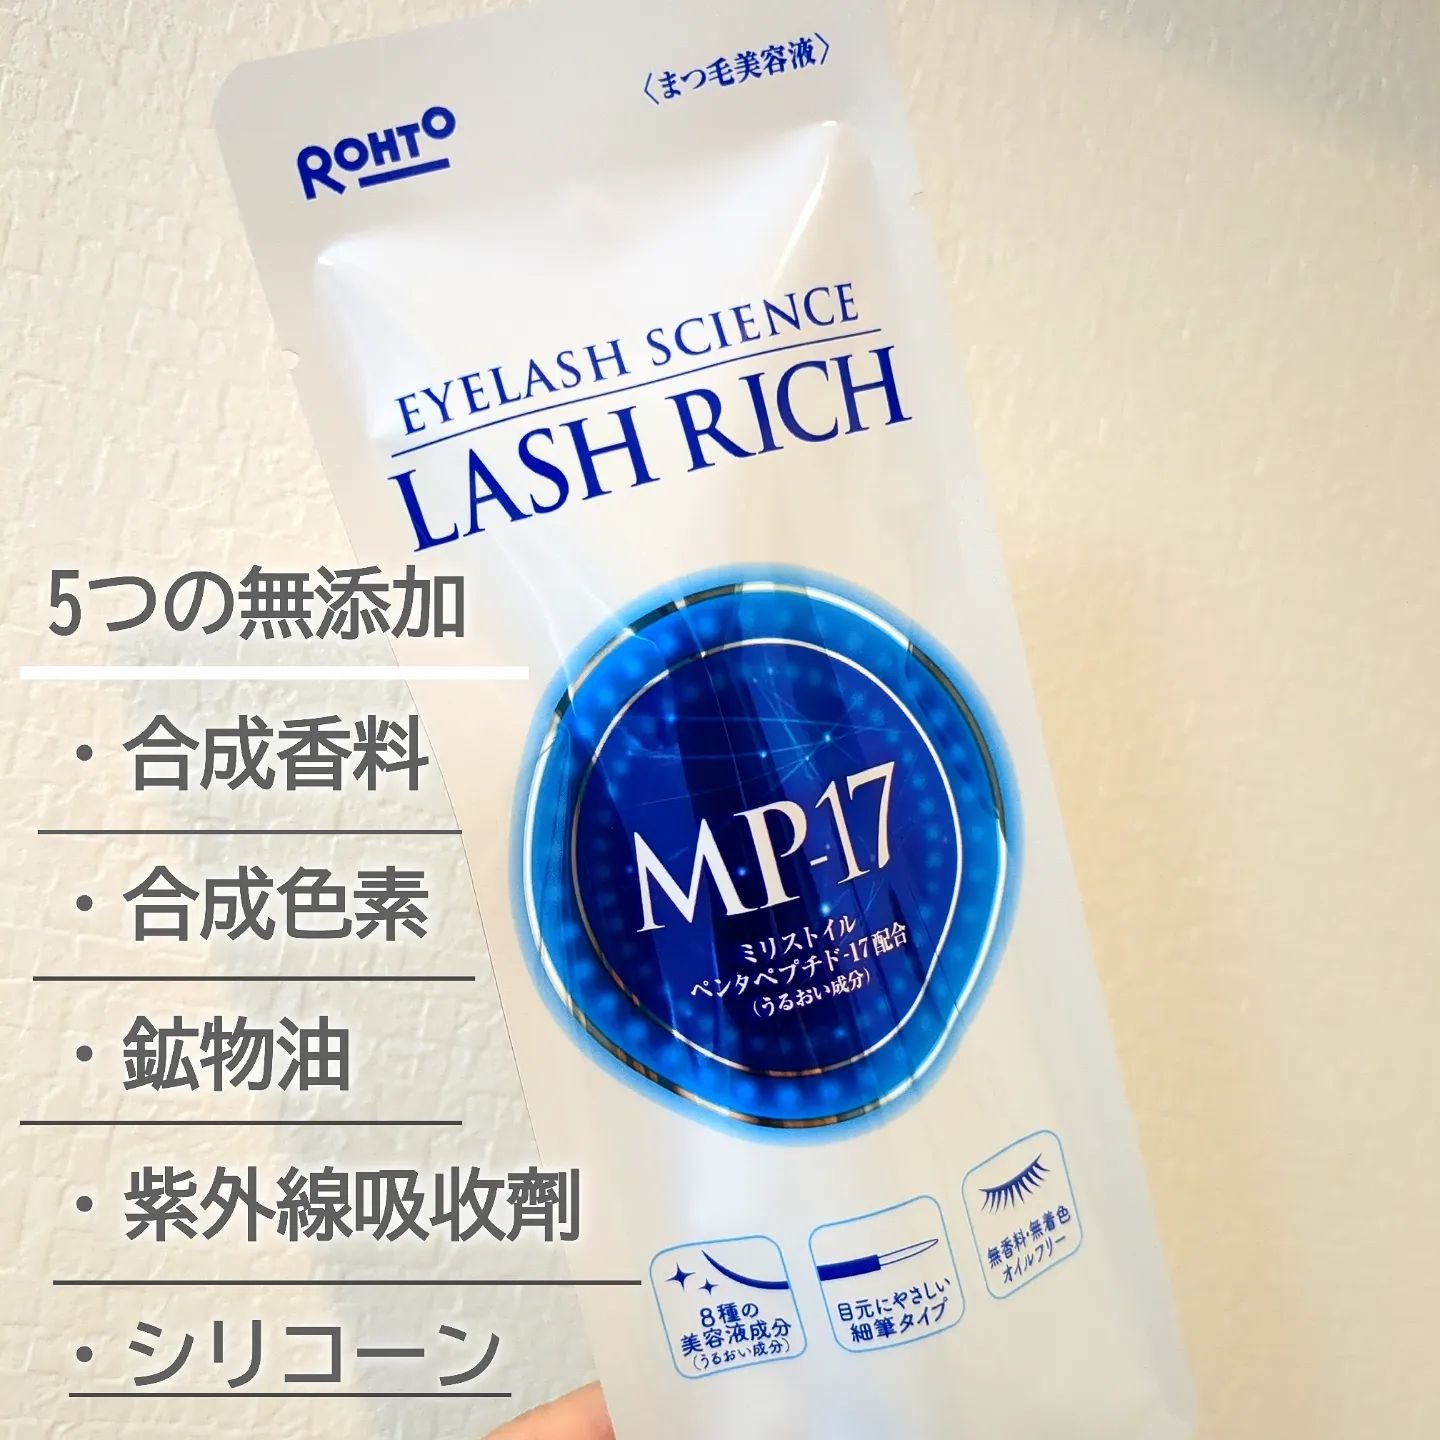 〈まつ毛美容液〉
ROHTO
EYELASH SCIENCE
LASH RICH
5つの無添加
・合成香料
・合成色素
・鉱物油
・紫外線吸収剤
・シリコーン
MP-17
ミリストイル
ペンタペプチド-17配合
(うるおい成分)
8種の
美容液成分
(うるおい成分)
目元にやさしい
細筆タイプ
無香料・無着色
オイルフリー